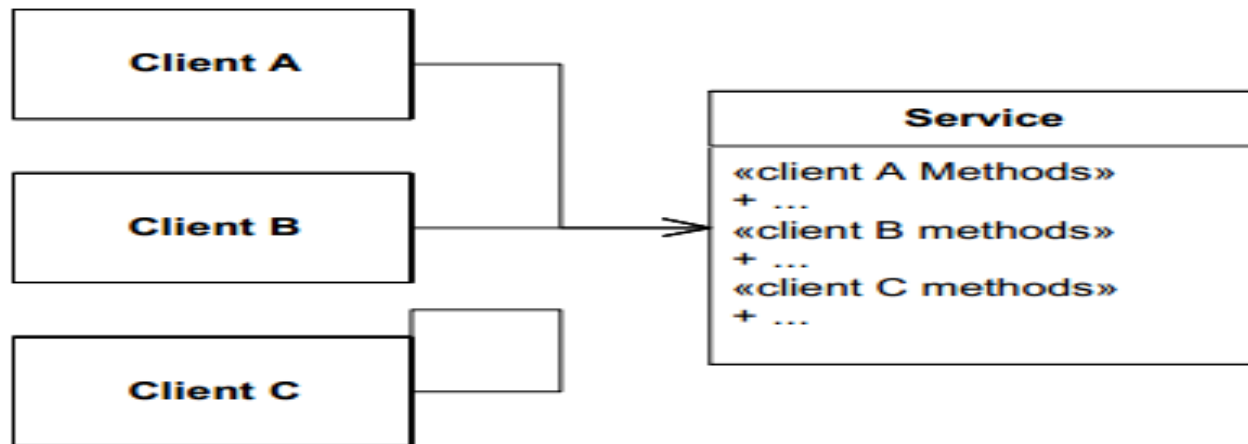 Client A
Client B
Client C
Service
«client A Methods»
+ ...
«client B methods»
+ ...
«client C methods»
+ ...